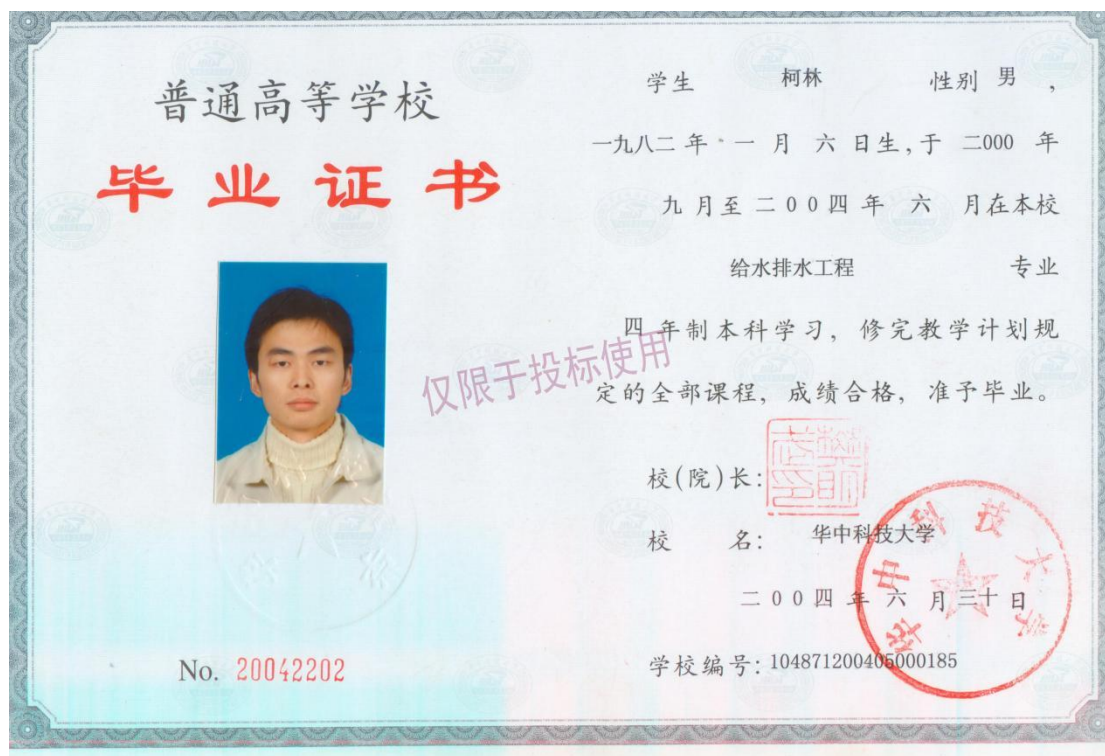 普通高等学校
毕业证书
No. 20042202
学生 柯林 性别 男 ,
一九八二 年 一 月 六 日生,于 二000 年
九 月至 二00四 年 六 月在本校
给水排水工程 专业
四 年制本科学习, 修完教学计划规
定的全部课程, 成绩合格, 准予毕业。
仅限于投标使用
校(院)长:
校 名: 华中科技大学
华中科技大学
二00四 年 六 月 三十 日
学校编号: 104871200405000185